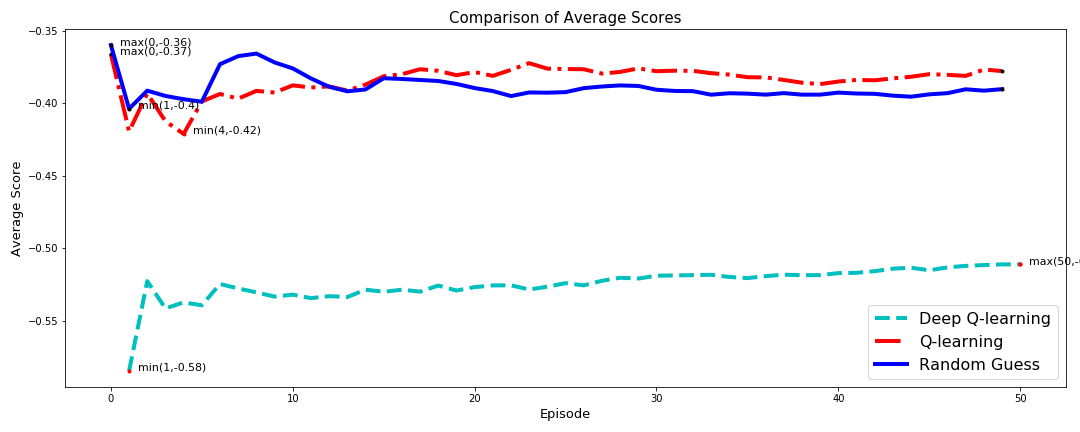 Comparison of Average Scores
−0.35
−0.40
−0.45
−0.50
−0.55
Average Score
max(0,-0.36)
max(0,-0.37)
min(1,-0.4)
min(4,-0.42)
max(50,-
min(1,-0.58)
Deep Q-learning
Q-learning
Random Guess
0
10
20
30
40
50
Episode